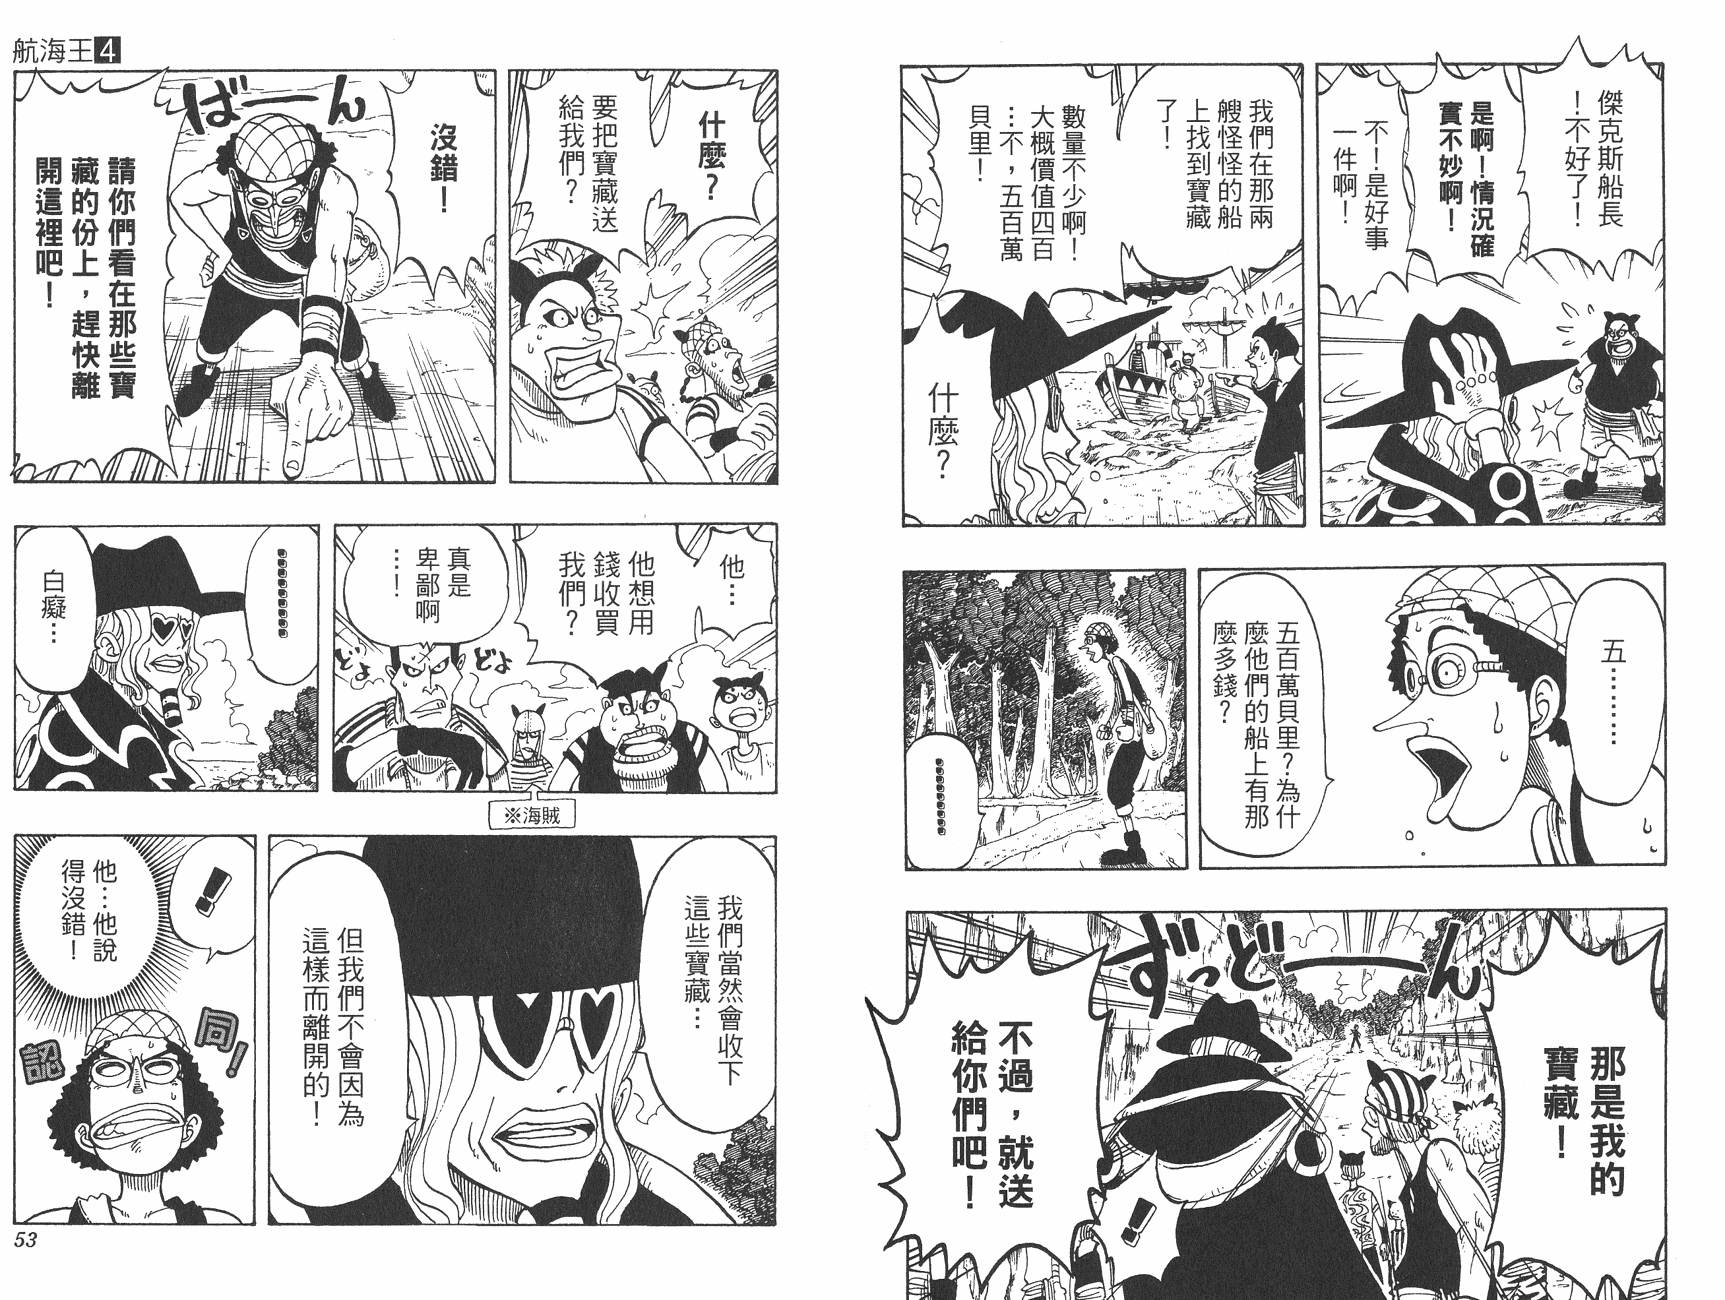 航海王4
傑克斯船長
！不好了！
是啊！情況確
實不妙啊！
不！是好事
一件啊！
我們在那兩
艘怪怪的船
上找到寶藏
了！
數量不少啊！
大概價值四百
…不，五百萬
貝里！
什麼？
五………
五百萬貝里？為什
麼他們的船上有那
麼多錢？
………
ずっどーーん
那是我的
寶藏！
不過，就送
給你們吧！
！
什麼？
要把寶藏送
給我們？
沒錯！
ばーーん
請你們看在那些寶
藏的份上，趕快離
開這裡吧！
他…
他想用
錢收買
我們？
真是
卑鄙啊
…！
どよ
どよ
※海賊
………
白癡…
我們當然會收下
這些寶藏…
但我們不會因為
這樣而離開的！
！
他…他說
得沒錯！
同！
認
53